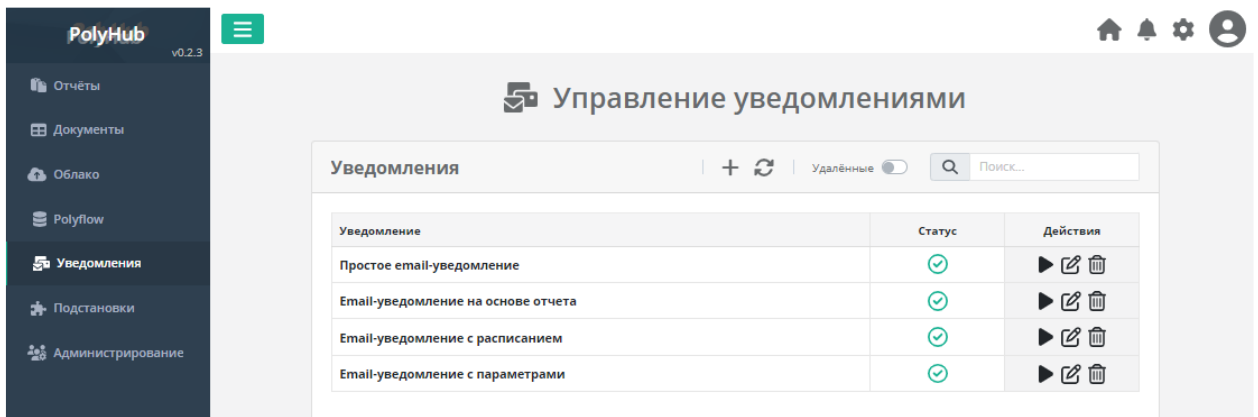 PolyHub
v0.2.3
Отчёты
Документы
Облако
Polyflow
Уведомления
Подстановки
Администрирование
Управление уведомлениями
Уведомления
Удалённые
Поиск...
Уведомление Статус Действия
Простое email-уведомление
Email-уведомление на основе отчета
Email-уведомление с расписанием
Email-уведомление с параметрами